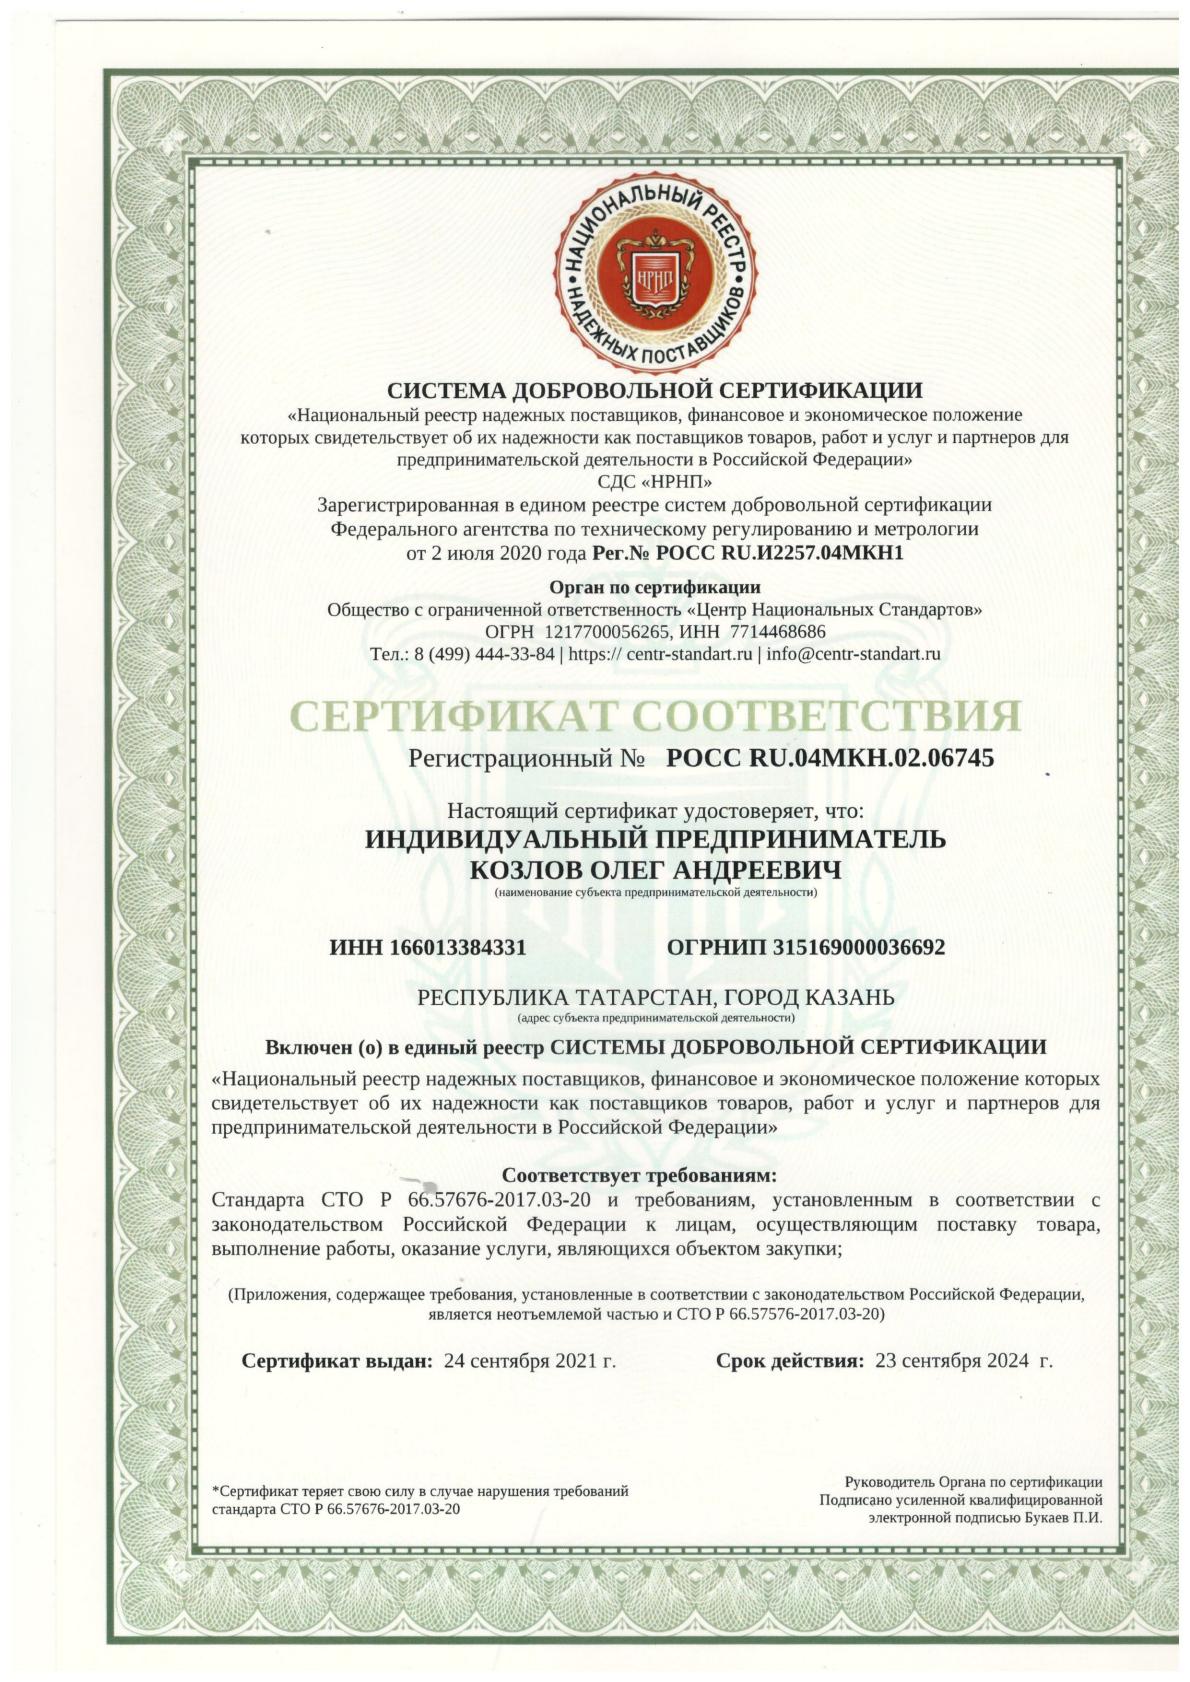 НАЦИОНАЛЬНЫЙ РЕЕСТР
НАДЕЖНЫХ ПОСТАВЩИКОВ
НРНП
СИСТЕМА ДОБРОВОЛЬНОЙ СЕРТИФИКАЦИИ
«Национальный реестр надежных поставщиков, финансовое и экономическое положение
которых свидетельствует об их надежности как поставщиков товаров, работ и услуг и партнеров для
предпринимательской деятельности в Российской Федерации»
СДС «НРНП»
Зарегистрированная в едином реестре систем добровольной сертификации
Федерального агентства по техническому регулированию и метрологии
от 2 июля 2020 года Рег.№ РОСС RU.И2257.04МКН1
Орган по сертификации
Общество с ограниченной ответственность «Центр Национальных Стандартов»
ОГРН 1217700056265, ИНН 7714468686
Тел.: 8 (499) 444-33-84 | https:// centr-standart.ru | info@centr-standart.ru
СЕРТИФИКАТ СООТВЕТСТВИЯ
Регистрационный № РОСС RU.04МКН.02.06745
Настоящий сертификат удостоверяет, что:
ИНДИВИДУАЛЬНЫЙ ПРЕДПРИНИМАТЕЛЬ
КОЗЛОВ ОЛЕГ АНДРЕЕВИЧ
(наименование субъекта предпринимательской деятельности)
ИНН 166013384331 ОГРНИП 315169000036692
РЕСПУБЛИКА ТАТАРСТАН, ГОРОД КАЗАНЬ
(адрес субъекта предпринимательской деятельности)
Включен (о) в единый реестр СИСТЕМЫ ДОБРОВОЛЬНОЙ СЕРТИФИКАЦИИ
«Национальный реестр надежных поставщиков, финансовое и экономическое положение которых
свидетельствует об их надежности как поставщиков товаров, работ и услуг и партнеров для
предпринимательской деятельности в Российской Федерации»
Соответствует требованиям:
Стандарта СТО Р 66.57676-2017.03-20 и требованиям, установленным в соответствии с
законодательством Российской Федерации к лицам, осуществляющим поставку товара,
выполнение работы, оказание услуги, являющихся объектом закупки;
(Приложения, содержащее требования, установленные в соответствии с законодательством Российской Федерации,
является неотъемлемой частью и СТО Р 66.57576-2017.03-20)
Сертификат выдан: 24 сентября 2021 г. Срок действия: 23 сентября 2024 г.
*Сертификат теряет свою силу в случае нарушения требований
стандарта СТО Р 66.57676-2017.03-20
Руководитель Органа по сертификации
Подписано усиленной квалифицированной
электронной подписью Букаев П.И.